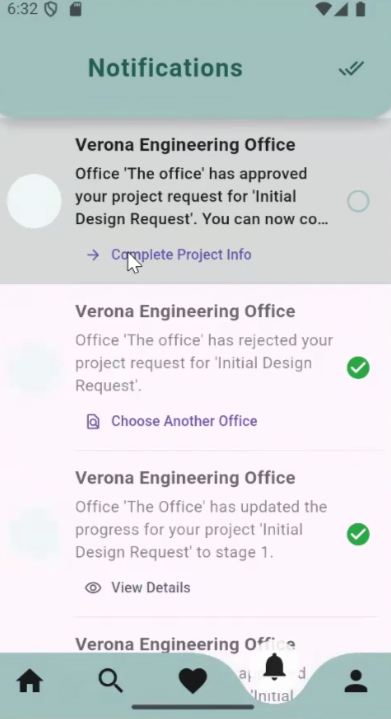 6:32
Notifications
Verona Engineering Office
Office 'The office' has approved
your project request for 'Initial
Design Request'. You can now co...
Complete Project Info
Verona Engineering Office
Office 'The office' has rejected your
project request for 'Initial Design
Request'.
Choose Another Office
Verona Engineering Office
Office 'The Office' has updated the
progress for your project 'Initial
Design Request' to stage 1.
View Details
Verona Engineering Office
'Initial